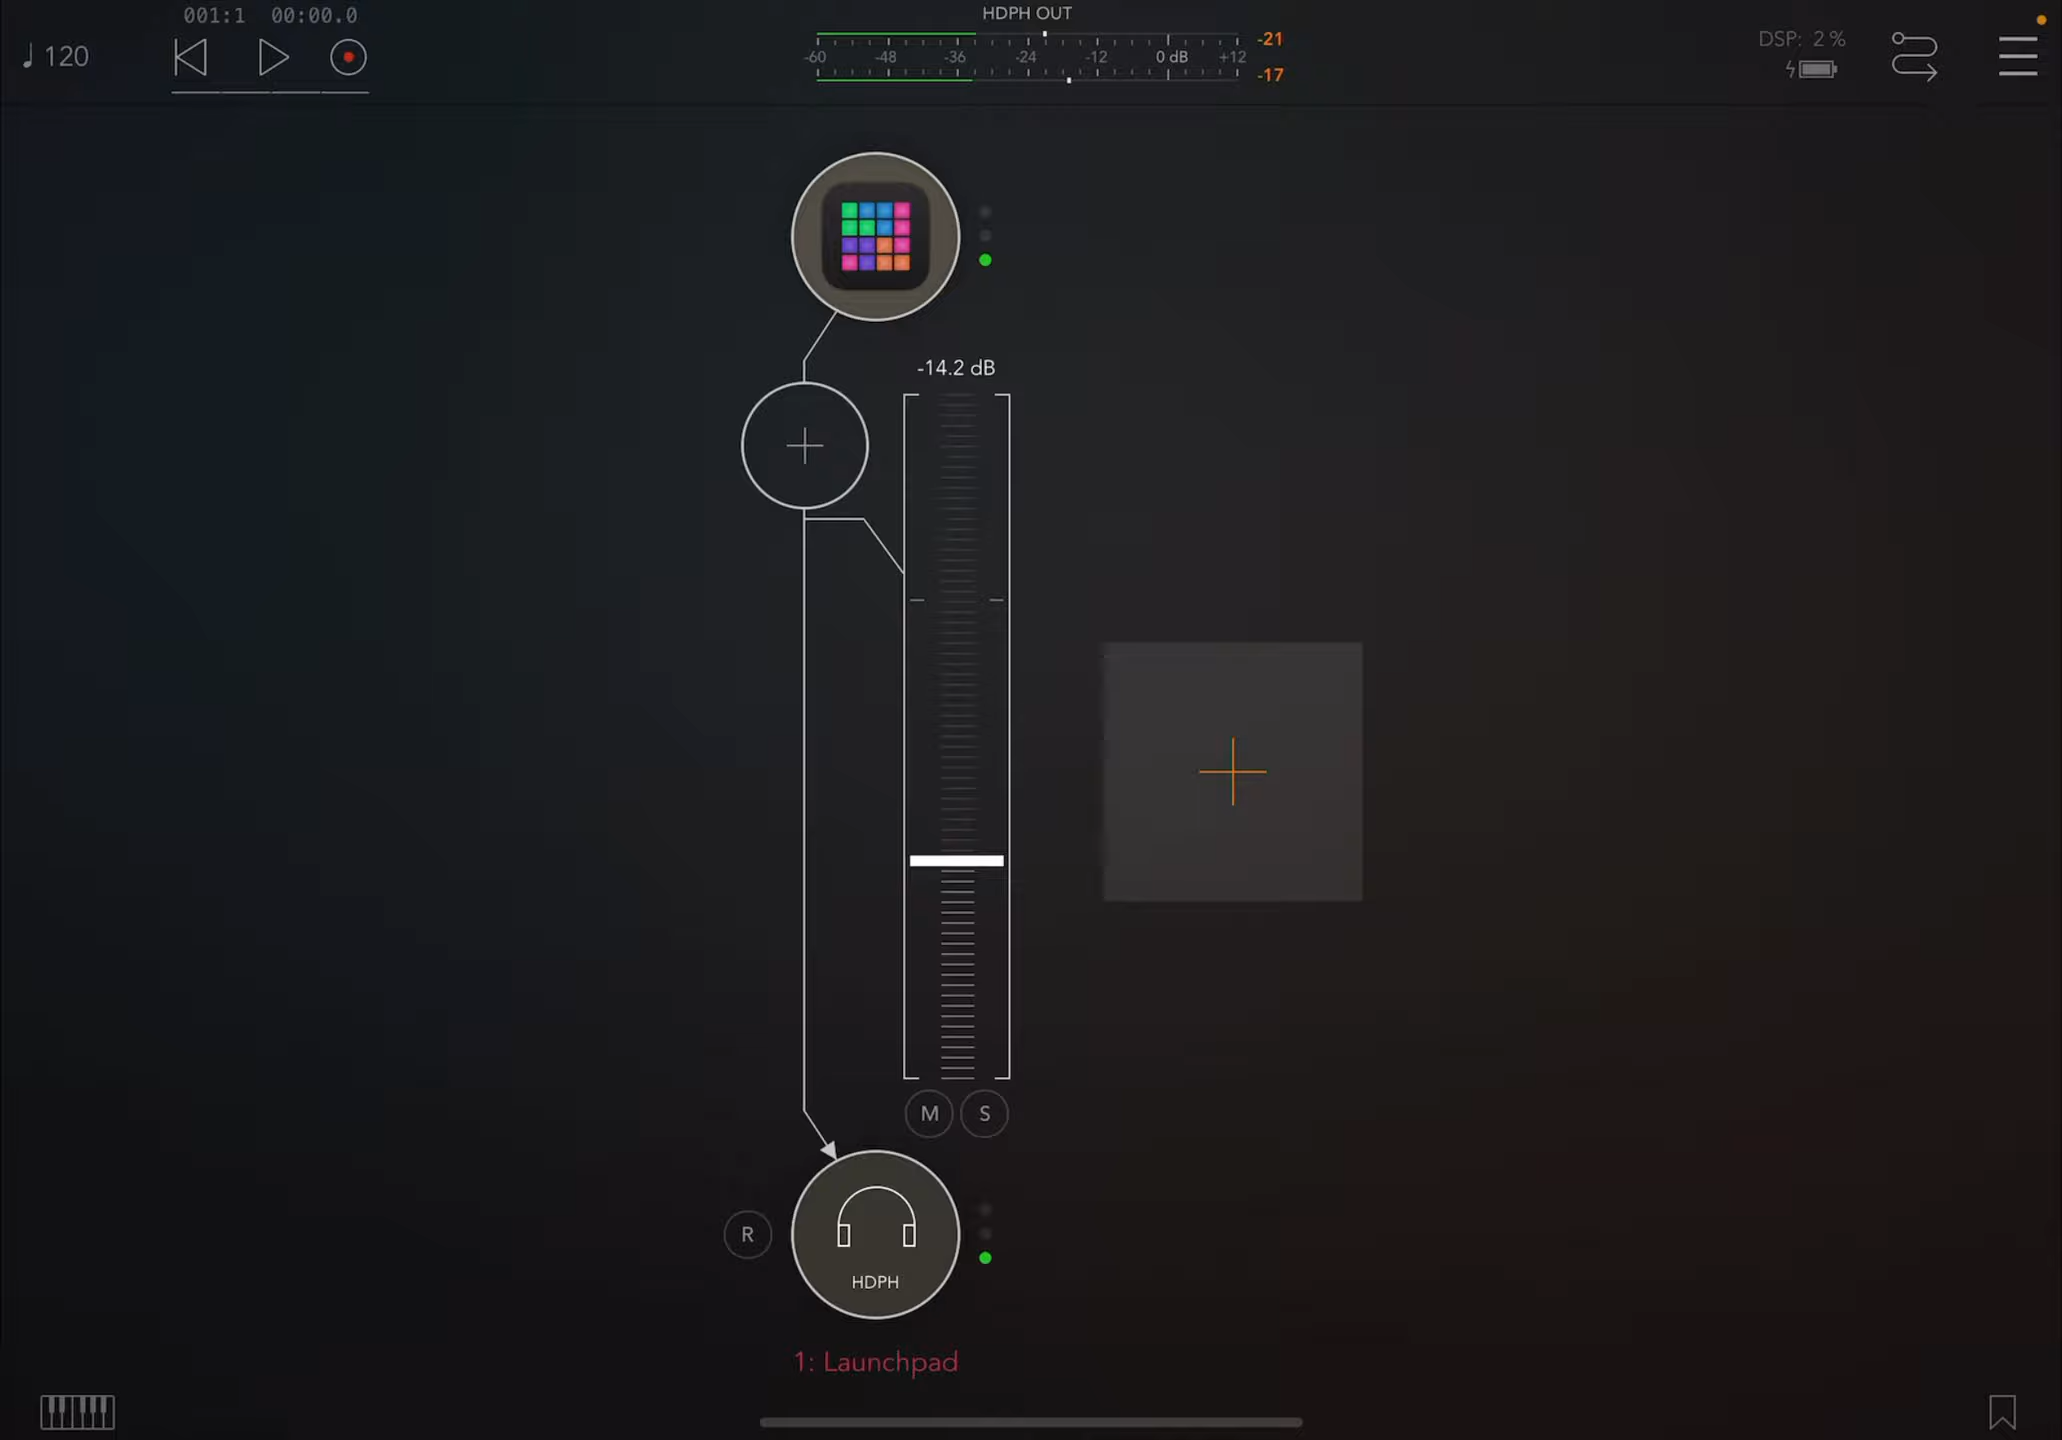 001:1 00:00.0
120
HDPH OUT
-60 -48 -36 -24 -12 0 dB +12
-21
-17
DSP: 2 %
-14.2 dB
M S
R
HDPH
1: Launchpad